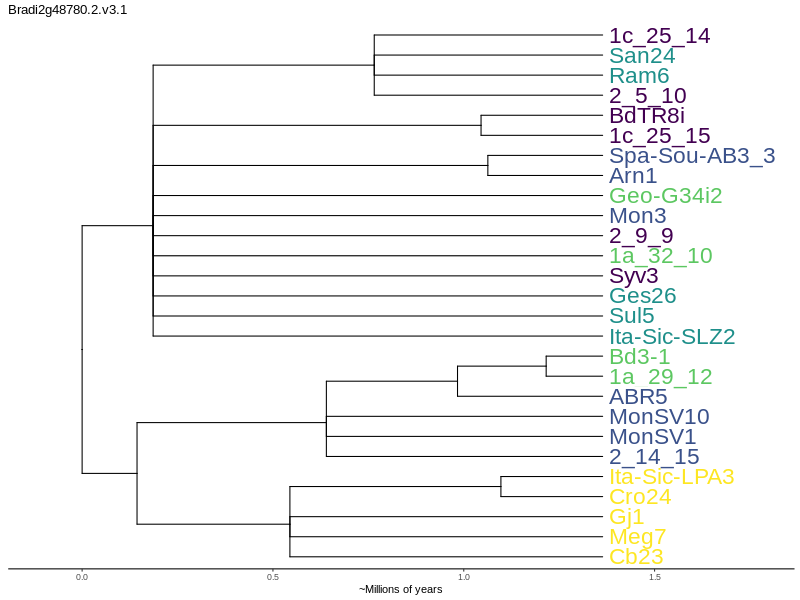 Bradi2g48780.2.v3.1
1c_25_14
San24
Ram6
2_5_10
BdTR8i
1c_25_15
Spa-Sou-AB3_3
Arn1
Geo-G34i2
Mon3
2_9_9
1a_32_10
Syv3
Ges26
Sul5
Ita-Sic-SLZ2
Bd3-1
1a_29_12
ABR5
MonSV10
MonSV1
2_14_15
Ita-Sic-LPA3
Cro24
Gj1
Meg7
Cb23
0.0 0.5 1.0 1.5
~Millions of years